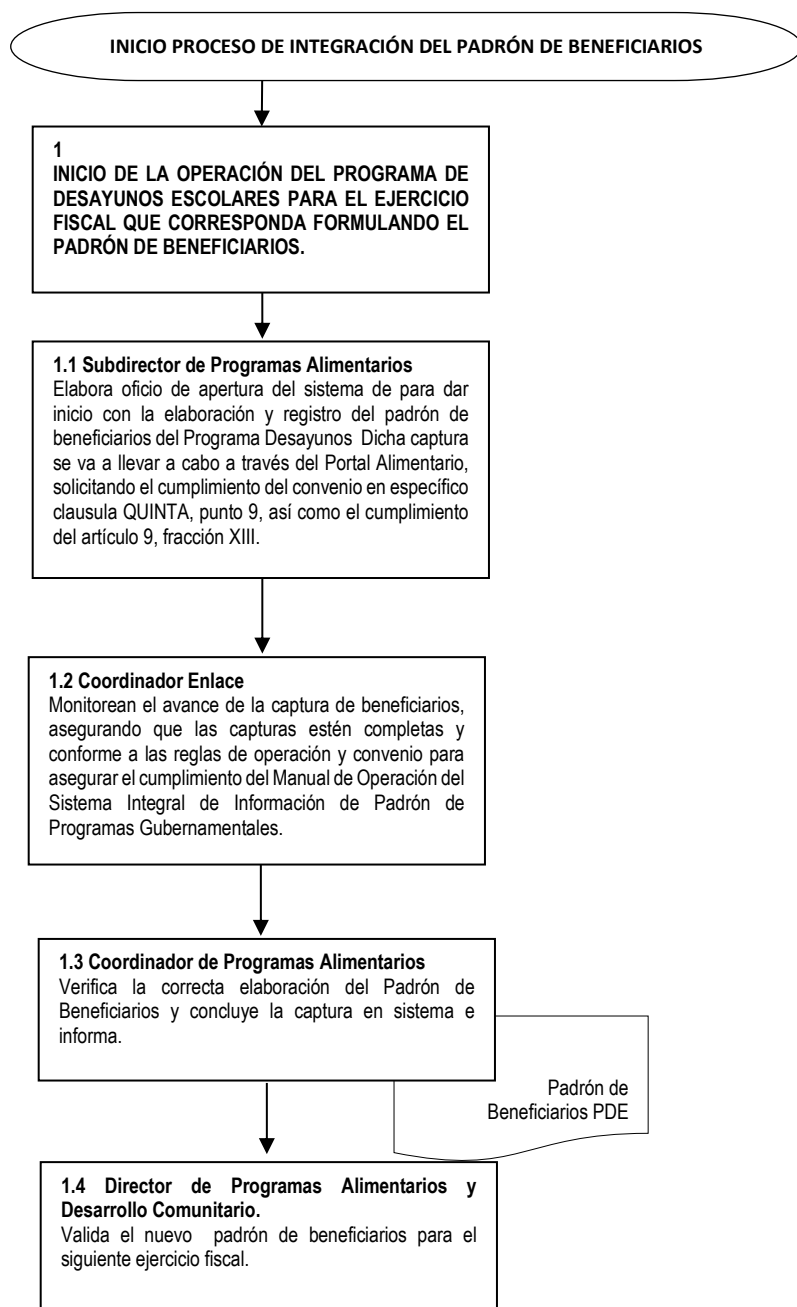 INICIO PROCESO DE INTEGRACIÓN DEL PADRÓN DE BENEFICIARIOS
1
INICIO DE LA OPERACIÓN DEL PROGRAMA DE
DESAYUNOS ESCOLARES PARA EL EJERCICIO
FISCAL QUE CORRESPONDA FORMULANDO EL
PADRÓN DE BENEFICIARIOS.
1.1 Subdirector de Programas Alimentarios
Elabora oficio de apertura del sistema de para dar
inicio con la elaboración y registro del padrón de
beneficiarios del Programa Desayunos Dicha captura
se va a llevar a cabo a través del Portal Alimentario,
solicitando el cumplimiento del convenio en específico
clausula QUINTA, punto 9, así como el cumplimiento
del artículo 9, fracción XIII.
1.2 Coordinador Enlace
Monitorean el avance de la captura de beneficiarios,
asegurando que las capturas estén completas y
conforme a las reglas de operación y convenio para
asegurar el cumplimiento del Manual de Operación del
Sistema Integral de Información de Padrón de
Programas Gubernamentales.
1.3 Coordinador de Programas Alimentarios
Verifica la correcta elaboración del Padrón de
Beneficiarios y concluye la captura en sistema e
informa.
Padrón de
Beneficiarios PDE
1.4 Director de Programas Alimentarios y
Desarrollo Comunitario.
Valida el nuevo padrón de beneficiarios para el
siguiente ejercicio fiscal.